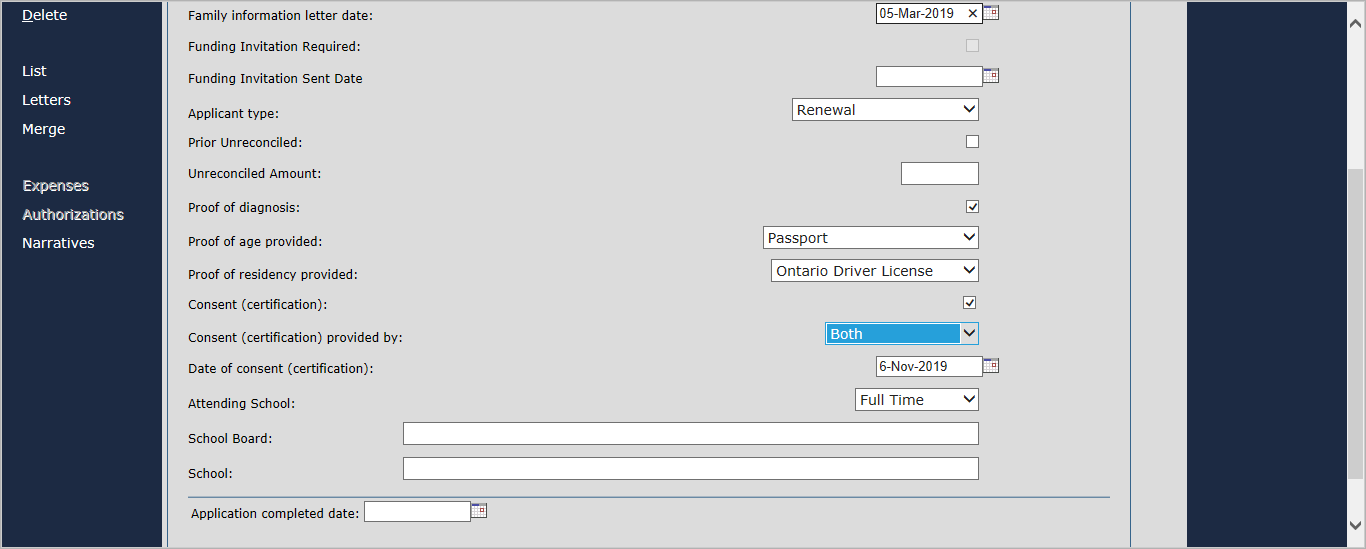 Delete
List
Letters
Merge
Expenses
Authorizations
Narratives
Family information letter date: 05-Mar-2019
Funding Invitation Required:
Funding Invitation Sent Date
Applicant type: Renewal
Prior Unreconciled:
Unreconciled Amount:
Proof of diagnosis:
Proof of age provided: Passport
Proof of residency provided: Ontario Driver License
Consent (certification):
Consent (certification) provided by: Both
Date of consent (certification): 6-Nov-2019
Attending School: Full Time
School Board:
School:
Application completed date: